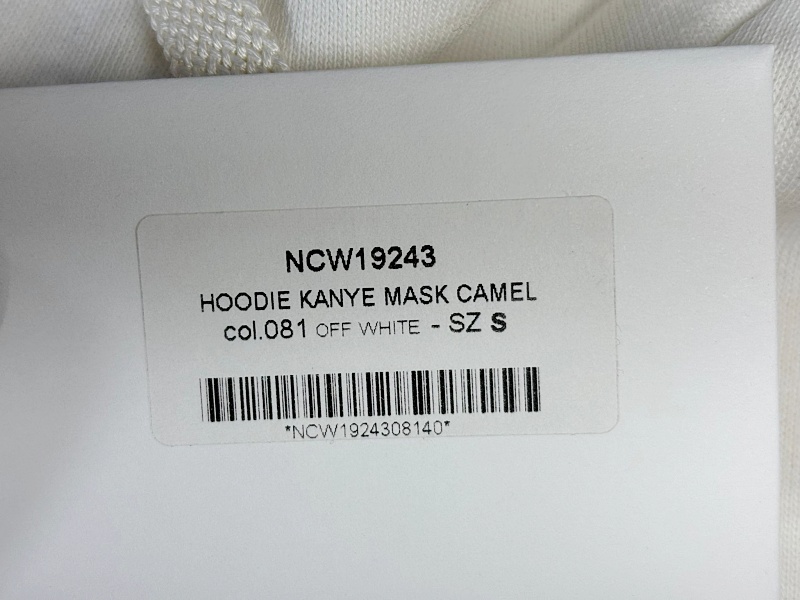 NCW19243
HOODIE KANYE MASK CAMEL
col.081 OFF WHITE - SZ S
*NCW1924308140*